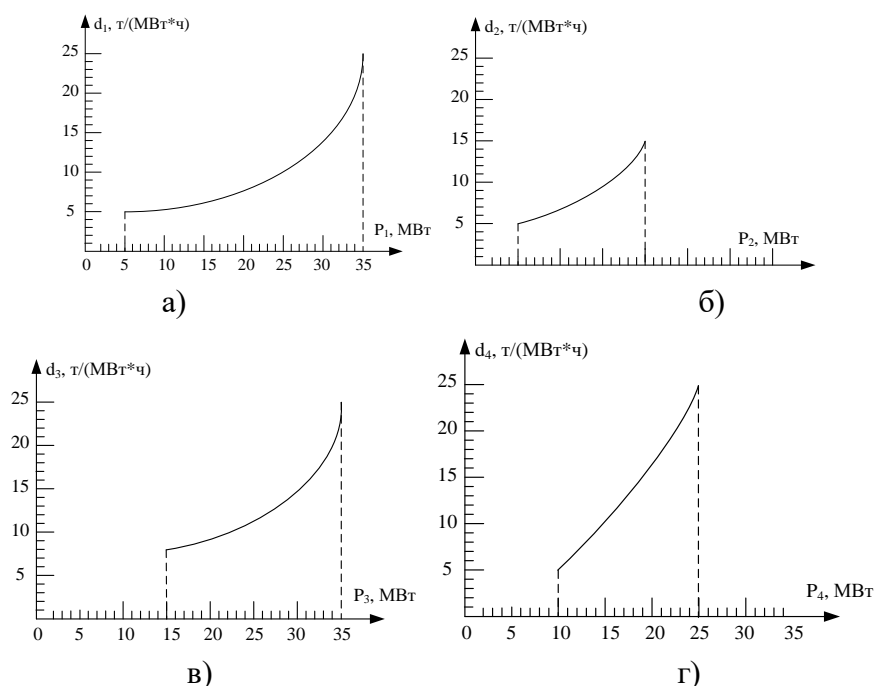 d₁, т/(МВт*ч)
25
20
15
10
5
P₁, МВт
0 5 10 15 20 25 30 35
а)
d₂, т/(МВт*ч)
25
20
15
10
5
P₂, МВт
б)
d₃, т/(МВт*ч)
25
20
15
10
5
P₃, МВт
0 5 10 15 20 25 30 35
в)
d₄, т/(МВт*ч)
25
20
15
10
5
P₄, МВт
0 5 10 15 20 25 35
г)